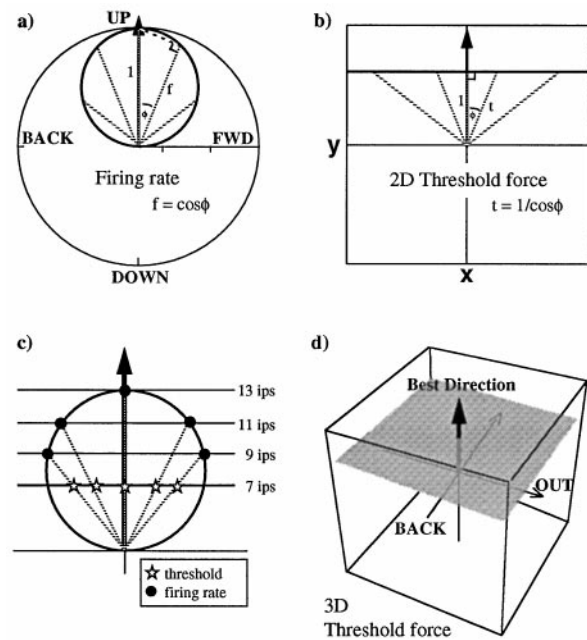 a)
UP
1
f
ϕ
BACK
FWD
Firing rate
f = cosϕ
DOWN
b)
1
t
ϕ
y
2D Threshold force
t = 1/cosϕ
x
c)
13 ips
11 ips
9 ips
7 ips
threshold
firing rate
d)
Best Direction
OUT
BACK
3D
Threshold force